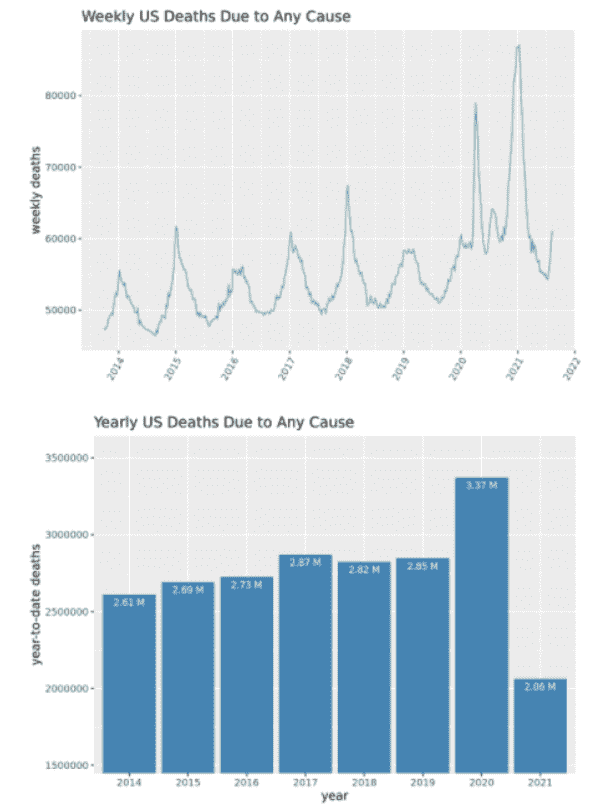 Weekly US Deaths Due to Any Cause
80000
70000
60000
50000
weekly deaths
2014 2015 2016 2017 2018 2019 2020 2021 2022
Yearly US Deaths Due to Any Cause
3500000
3000000
2500000
2000000
1500000
year-to-date deaths
2.61 M 2.69 M 2.73 M 2.87 M 2.82 M 2.85 M 3.37 M 2.06 M
2014 2015 2016 2017 2018 2019 2020 2021
year